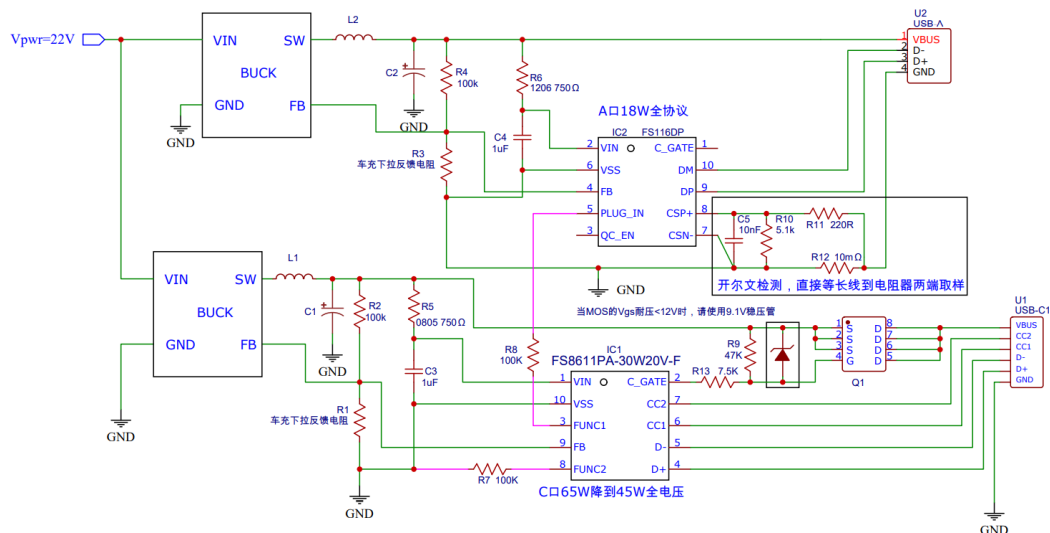 Vpwr=22V
VIN
SW
BUCK
GND
FB
GND
L2
C2
GND
R4
100k
R6
1206 750Ω
C4
1uF
R3
车充下拉反馈电阻
A口18W全协议
IC2 FS116DP
2 VIN
6 VSS
4 FB
5 PLUG_IN
3 QC_EN
C_GATE 1
DM 10
DP 9
CSP+ 8
CSN- 7
U2
USB-A
1 VBUS
2 D-
3 D+
4 GND
C5
10nF
R10
5.1k
R11 220R
R12 10mΩ
开尔文检测，直接等长线到电阻器两端取样
GND
VIN
SW
BUCK
GND
FB
GND
L1
C1
GND
R2
100k
R5
0805 750Ω
C3
1uF
R1
车充下拉反馈电阻
GND
R8
100K
R7 100K
当MOS的Vgs耐压<12V时，请使用9.1V稳压管
IC1
FS8611PA-30W20V-F
1 VIN
10 VSS
3 FUNC1
9 FB
8 FUNC2
C_GATE 2
CC2 7
CC1 6
D- 5
D+ 4
C口65W降到45W全电压
R9
47K
R13 7.5K
1 S
2 S
3 S
4 G
D 8
D 7
D 6
D 5
Q1
U1
USB-C1
VBUS
CC2
CC1
D-
D+
GND
GND